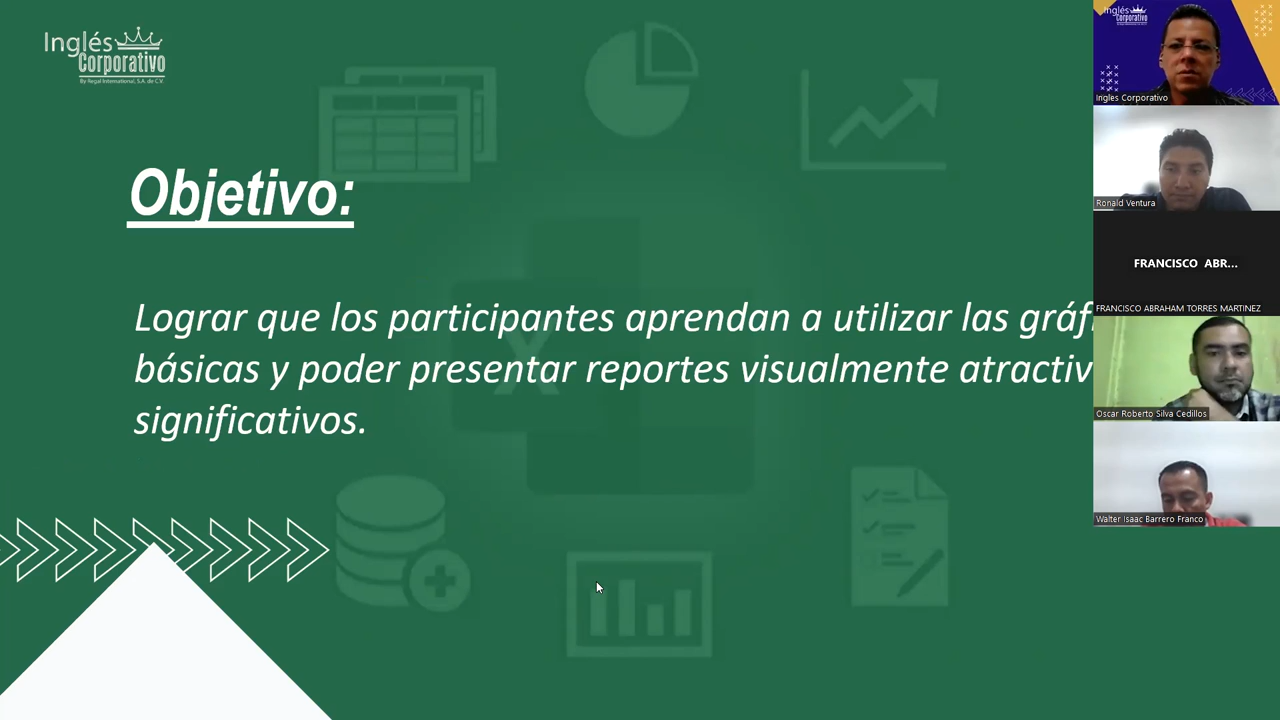 Inglés
Corporativo
By Regal International, S.A. de C.V.
Objetivo:
Lograr que los participantes aprendan a utilizar las gráf
básicas y poder presentar reportes visualmente atractiv
significativos.
Inglés
Corporativo
Ingles Corporativo
Ronald Ventura
FRANCISCO ABR...
FRANCISCO ABRAHAM TORRES MARTINEZ
Oscar Roberto Silva Cedillos
Walter Isaac Barrero Franco